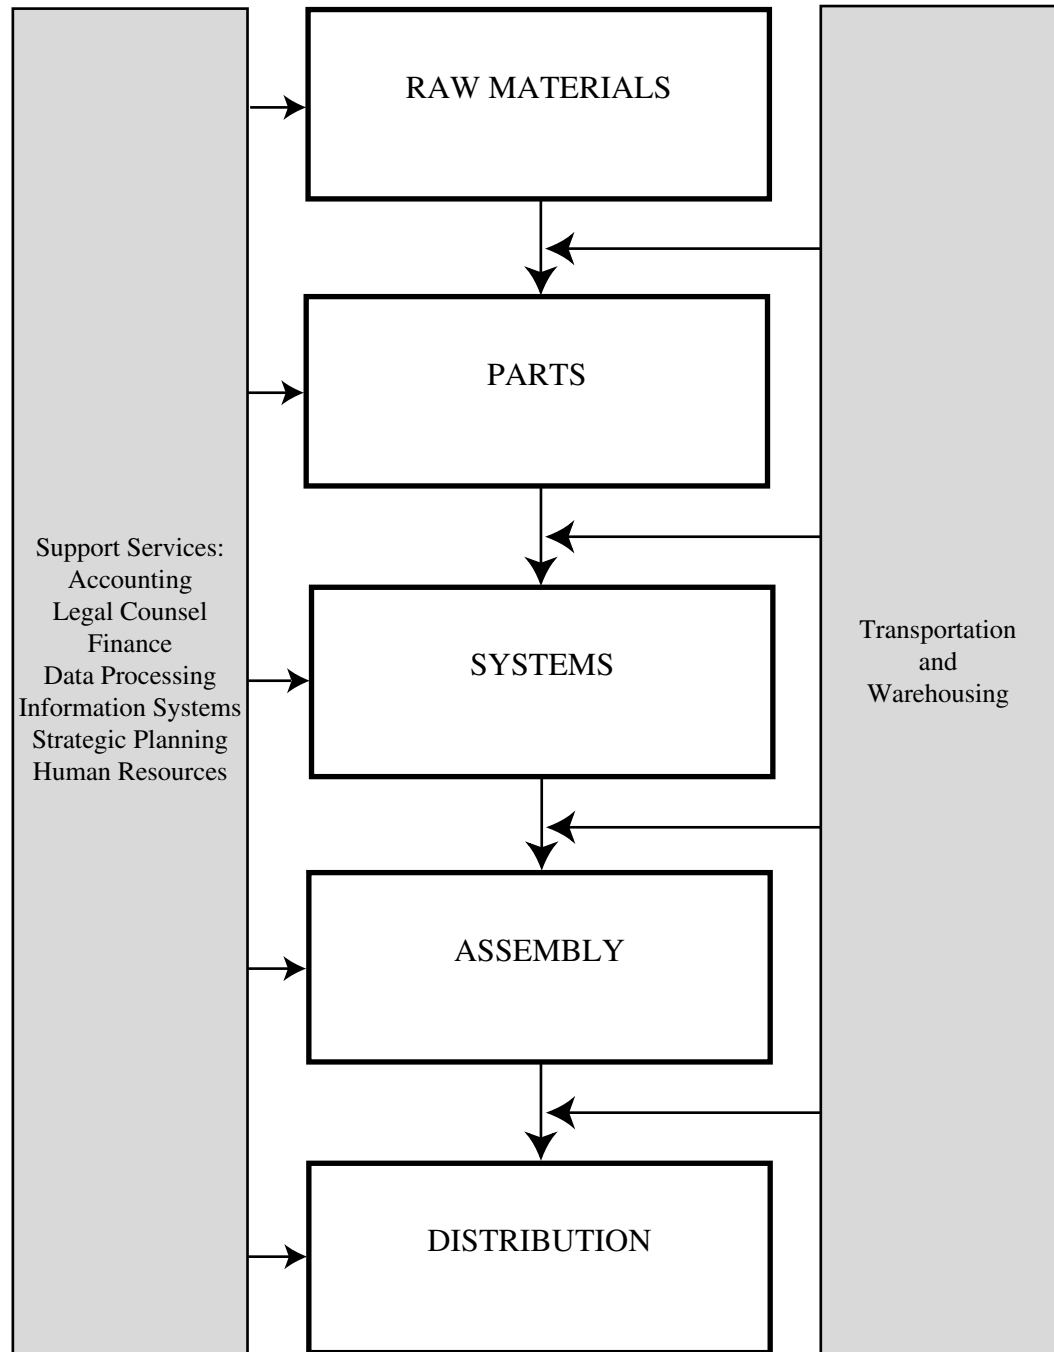 RAW MATERIALS
PARTS
SYSTEMS
ASSEMBLY
DISTRIBUTION
Support Services:
Accounting
Legal Counsel
Finance
Data Processing
Information Systems
Strategic Planning
Human Resources
Transportation
and
Warehousing